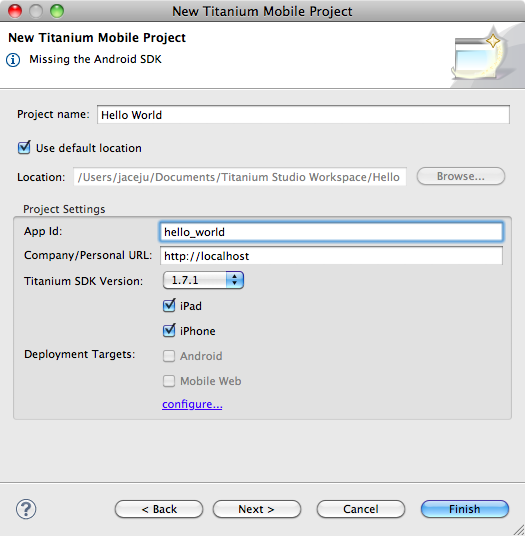 New Titanium Mobile Project
New Titanium Mobile Project
Missing the Android SDK
Project name: Hello World
Use default location
Location: /Users/jaceju/Documents/Titanium Studio Workspace/Hello Browse...
Project Settings
App Id: hello_world
Company/Personal URL: http://localhost
Titanium SDK Version: 1.7.1
iPad
iPhone
Deployment Targets: Android
Mobile Web
configure...
? < Back Next > Cancel Finish